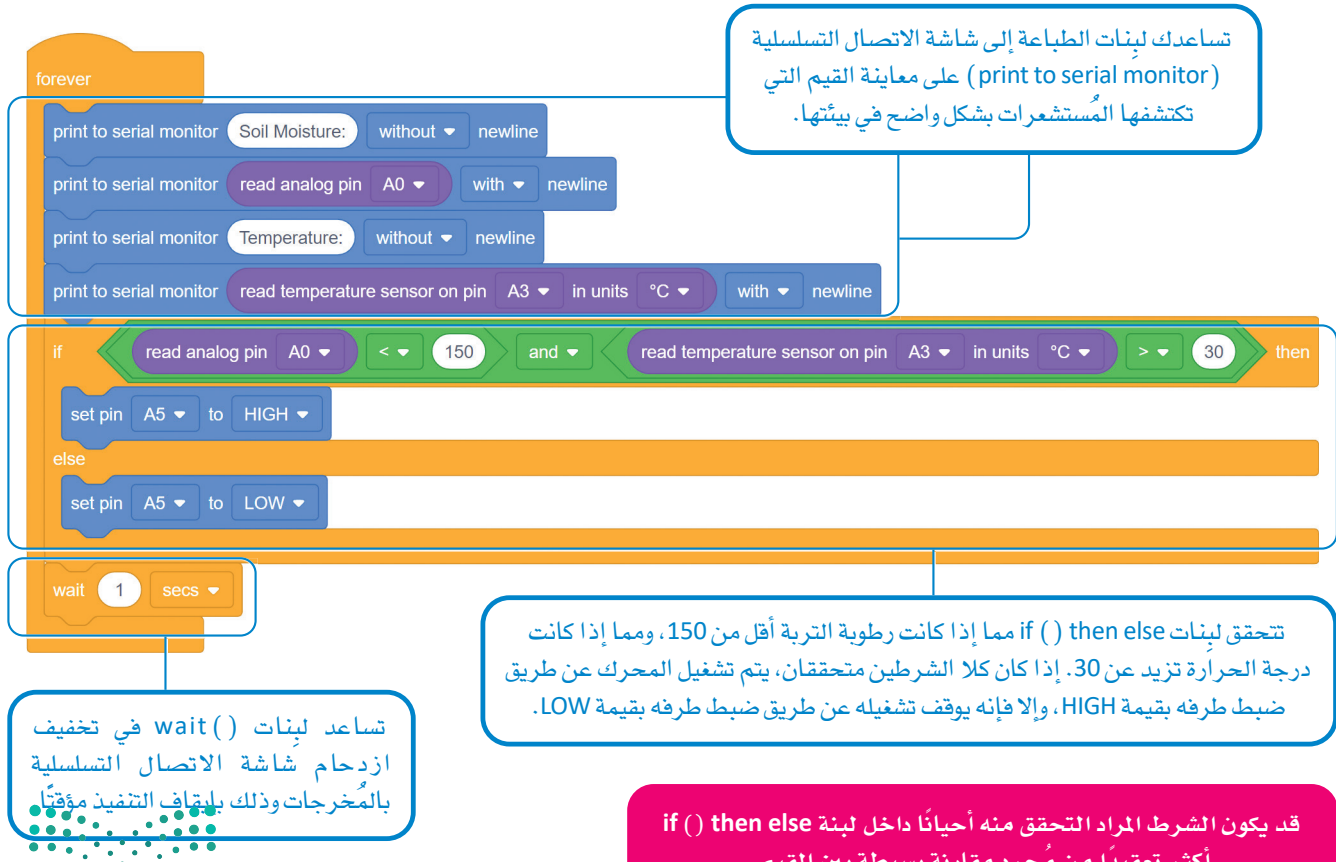 تساعدك لبِنات الطباعة إلى شاشة الاتصال التسلسلية
(print to serial monitor) على معاينة القيم التي
تكتشفها المُستشعرات بشكل واضح في بيئتها.
forever
print to serial monitor Soil Moisture: without newline
print to serial monitor read analog pin A0 with newline
print to serial monitor Temperature: without newline
print to serial monitor read temperature sensor on pin A3 in units °C with newline
if read analog pin A0 < 150 and read temperature sensor on pin A3 in units °C > 30 then
set pin A5 to HIGH
else
set pin A5 to LOW
wait 1 secs
تتحقق لبِنات if ( ) then else مما إذا كانت رطوبة التربة أقل من 150، ومما إذا كانت
درجة الحرارة تزيد عن 30. إذا كان كلا الشرطين متحققان، يتم تشغيل المحرك عن طريق
ضبط طرفه بقيمة HIGH، وإلا فإنه يوقف تشغيله عن طريق ضبط طرفه بقيمة LOW.
تساعد لبِنات wait ( ) في تخفيف
ازدحام شاشة الاتصال التسلسلية
بالمُخرجات وذلك بإيقاف التنفيذ مؤقتًا.
قد يكون الشرط المراد التحقق منه أحيانًا داخل لبنة if ( ) then else
أكثر تعقيدًا من مُجرد مقارنة بسيطة بين القيم